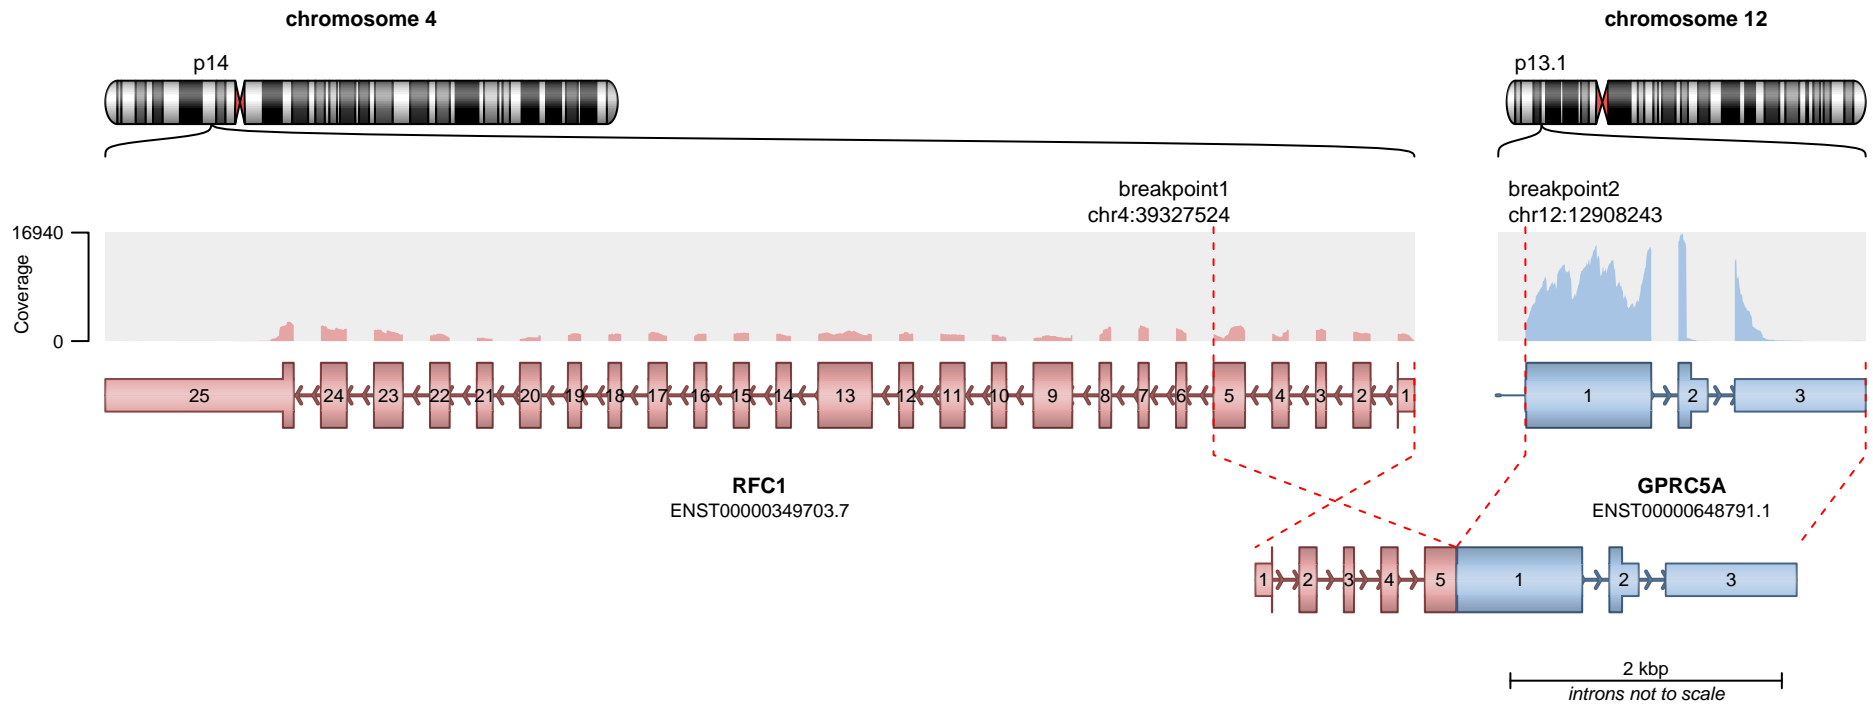 chromosome 4
chromosome 12
p14
p13.1
breakpoint1
chr4:39327524
breakpoint2
chr12:12908243
16940
Coverage
0
25 24 23 22 21 20 19 18 17 16 15 14 13 12 11 10 9 8 7 6 5 4 3 2 1
1 2 3
RFC1
ENST00000349703.7
GPRC5A
ENST00000648791.1
1 2 3 4 5 1 2 3
2 kbp
introns not to scale